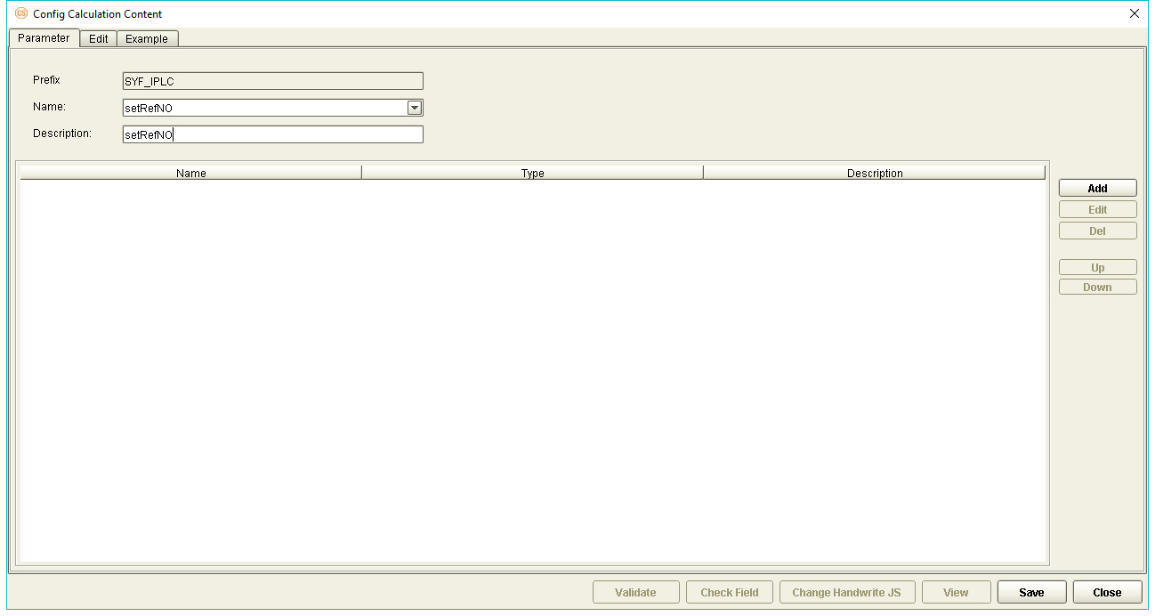 CS Config Calculation Content
Parameter Edit Example
Prefix SYF_IPLC
Name: setRefNO
Description: setRefNO
Name Type Description
Add
Edit
Del
Up
Down
Validate Check Field Change Handwrite JS View Save Close